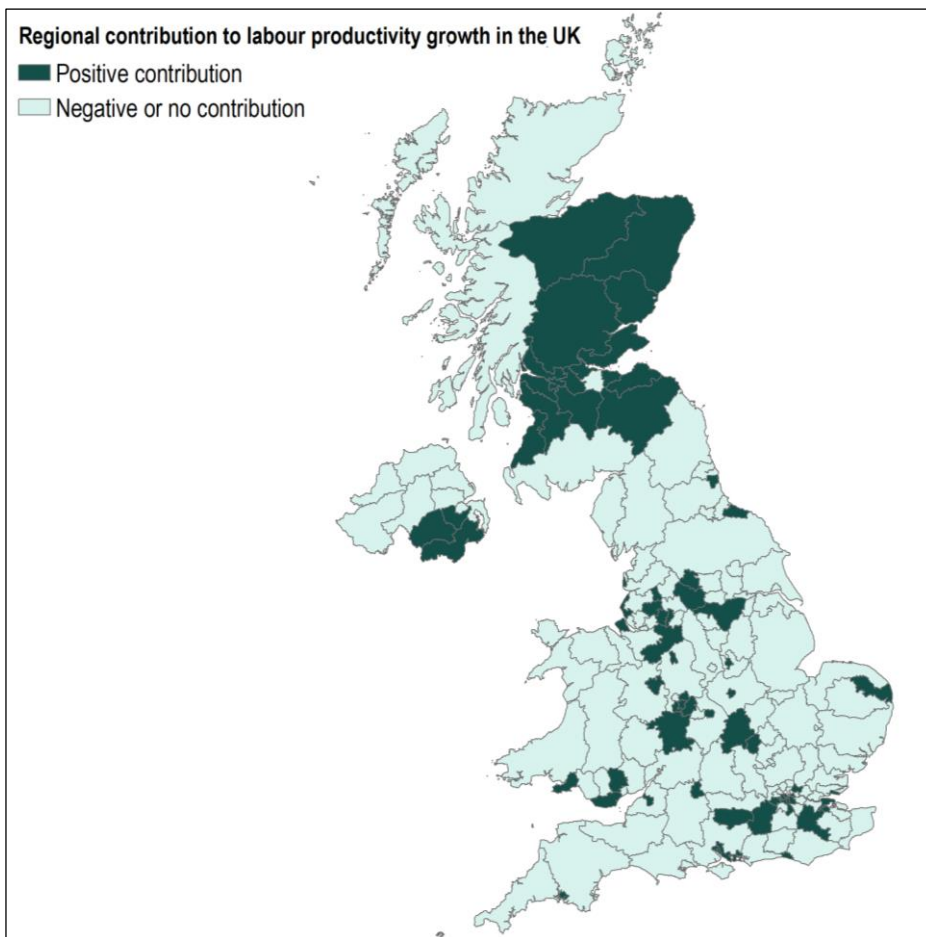 Regional contribution to labour productivity growth in the UK
Positive contribution
Negative or no contribution